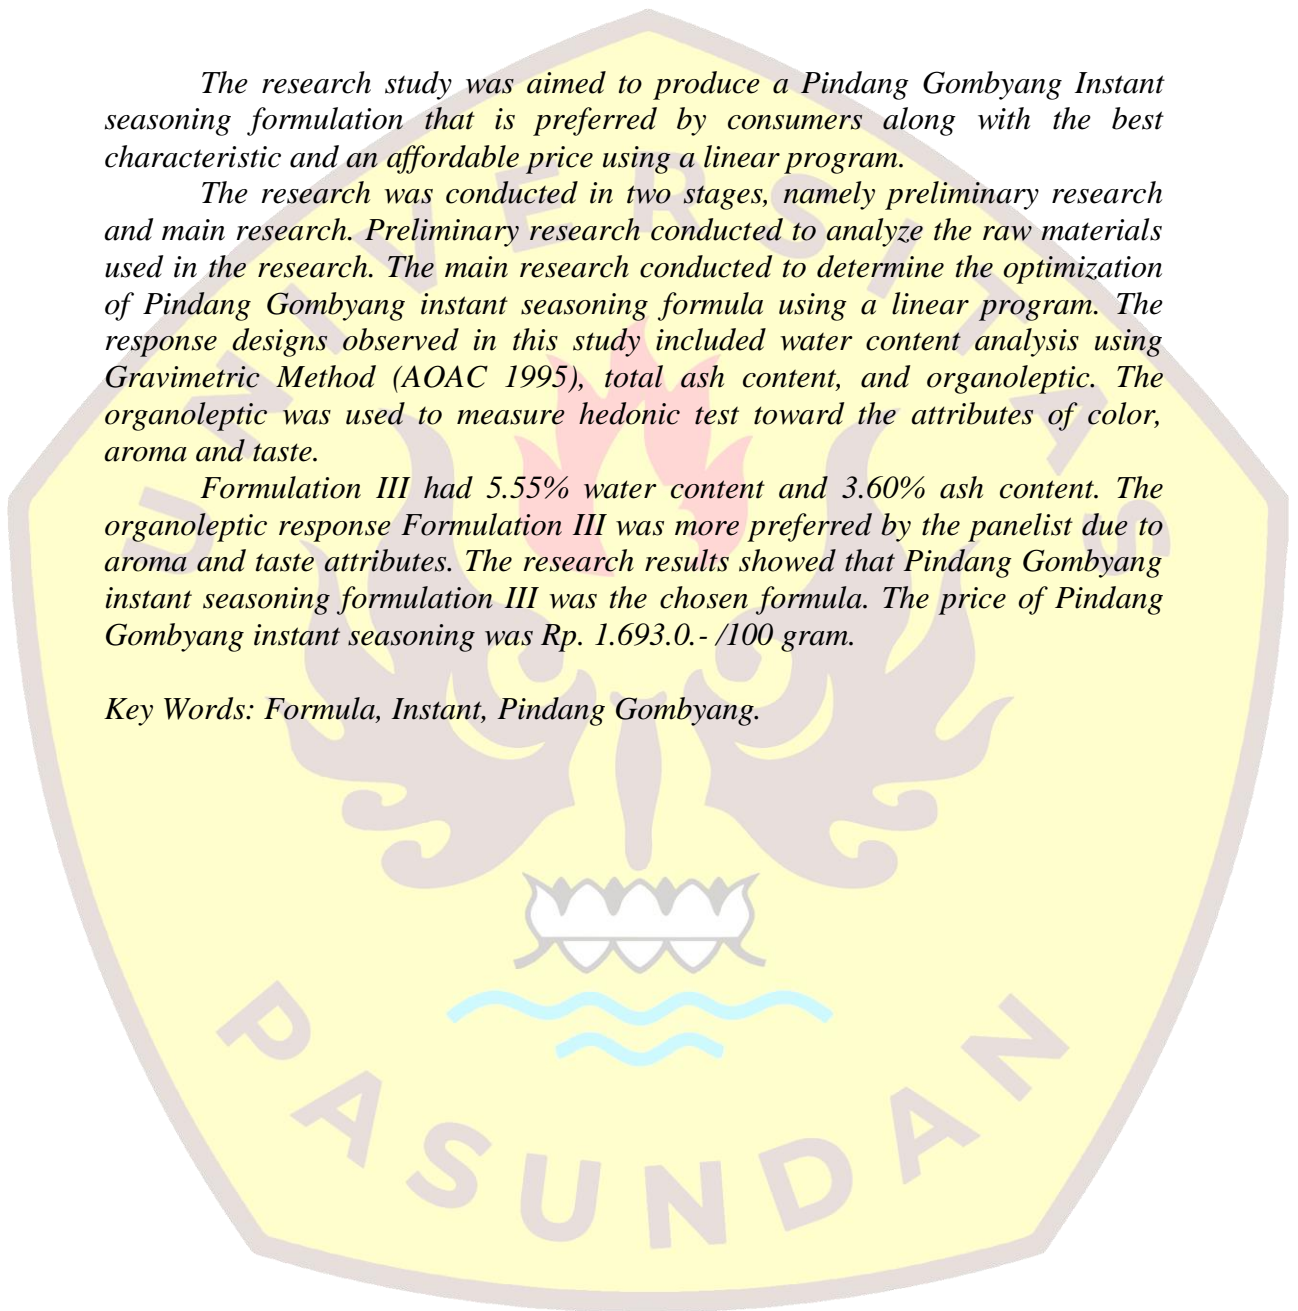 The research study was aimed to produce a Pindang Gombyang Instant
seasoning formulation that is preferred by consumers along with the best
characteristic and an affordable price using a linear program.
The research was conducted in two stages, namely preliminary research
and main research. Preliminary research conducted to analyze the raw materials
used in the research. The main research conducted to determine the optimization
of Pindang Gombyang instant seasoning formula using a linear program. The
response designs observed in this study included water content analysis using
Gravimetric Method (AOAC 1995), total ash content, and organoleptic. The
organoleptic was used to measure hedonic test toward the attributes of color,
aroma and taste.
Formulation III had 5.55% water content and 3.60% ash content. The
organoleptic response Formulation III was more preferred by the panelist due to
aroma and taste attributes. The research results showed that Pindang Gombyang
instant seasoning formulation III was the chosen formula. The price of Pindang
Gombyang instant seasoning was Rp. 1.693.0.- /100 gram.
Key Words: Formula, Instant, Pindang Gombyang.
UNIVERSITAS
PASUNDAN